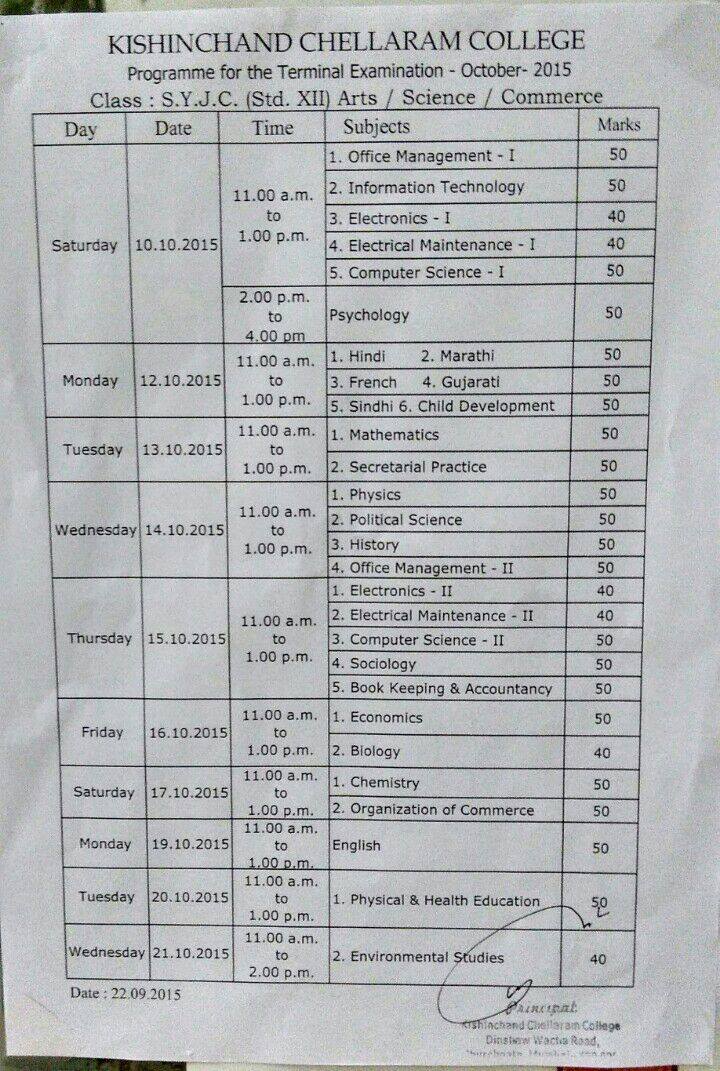 KISHINCHAND CHELLARAM COLLEGE
Programme for the Terminal Examination - October- 2015
Class : S.Y.J.C. (Std. XII) Arts / Science / Commerce
Day Date Time Subjects Marks
Saturday 10.10.2015 11.00 a.m. to 1.00 p.m.
1. Office Management - I 50
2. Information Technology 50
3. Electronics - I 40
4. Electrical Maintenance - I 40
5. Computer Science - I 50
2.00 p.m. to 4.00 pm Psychology 50
Monday 12.10.2015 11.00 a.m. to 1.00 p.m.
1. Hindi 2. Marathi 50
3. French 4. Gujarati 50
5. Sindhi 6. Child Development 50
Tuesday 13.10.2015 11.00 a.m. to 1.00 p.m.
1. Mathematics 50
2. Secretarial Practice 50
Wednesday 14.10.2015 11.00 a.m. to 1.00 p.m.
1. Physics 50
2. Political Science 50
3. History 50
4. Office Management - II 50
Thursday 15.10.2015 11.00 a.m. to 1.00 p.m.
1. Electronics - II 40
2. Electrical Maintenance - II 40
3. Computer Science - II 50
4. Sociology 50
5. Book Keeping & Accountancy 50
Friday 16.10.2015 11.00 a.m. to 1.00 p.m.
1. Economics 50
2. Biology 40
Saturday 17.10.2015 11.00 a.m. to 1.00 p.m.
1. Chemistry 50
2. Organization of Commerce 50
Monday 19.10.2015 11.00 a.m. to 1.00 p.m. English 50
Tuesday 20.10.2015 11.00 a.m. to 1.00 p.m. 1. Physical & Health Education 50
Wednesday 21.10.2015 11.00 a.m. to 2.00 p.m. 2. Environmental Studies 40
Date : 22.09.2015
Principal
Kishinchand Chellaram College
Dinshaw Wacha Road,